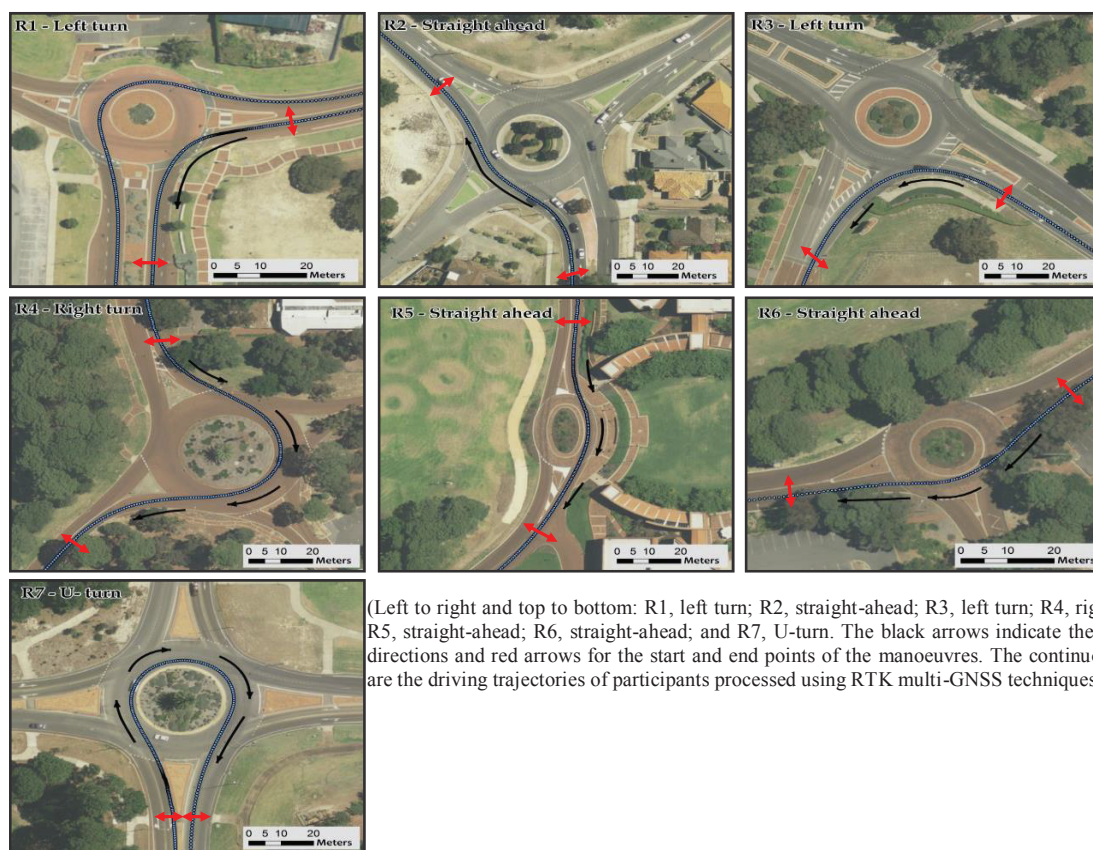 R1 - Left turn
0 5 10 20
Meters
R2 - Straight ahead
0 5 10 20
Meters
R3 - Left turn
0 5 10 20
Meters
R4 - Right turn
0 5 10 20
Meters
R5 - Straight ahead
0 5 10 20
Meters
R6 - Straight ahead
0 5 10 20
Meters
R7 - U- turn
0 5 10 20
Meters
(Left to right and top to bottom: R1, left turn; R2, straight-ahead; R3, left turn; R4, rig
R5, straight-ahead; R6, straight-ahead; and R7, U-turn. The black arrows indicate the
directions and red arrows for the start and end points of the manoeuvres. The continu
are the driving trajectories of participants processed using RTK multi-GNSS techniques